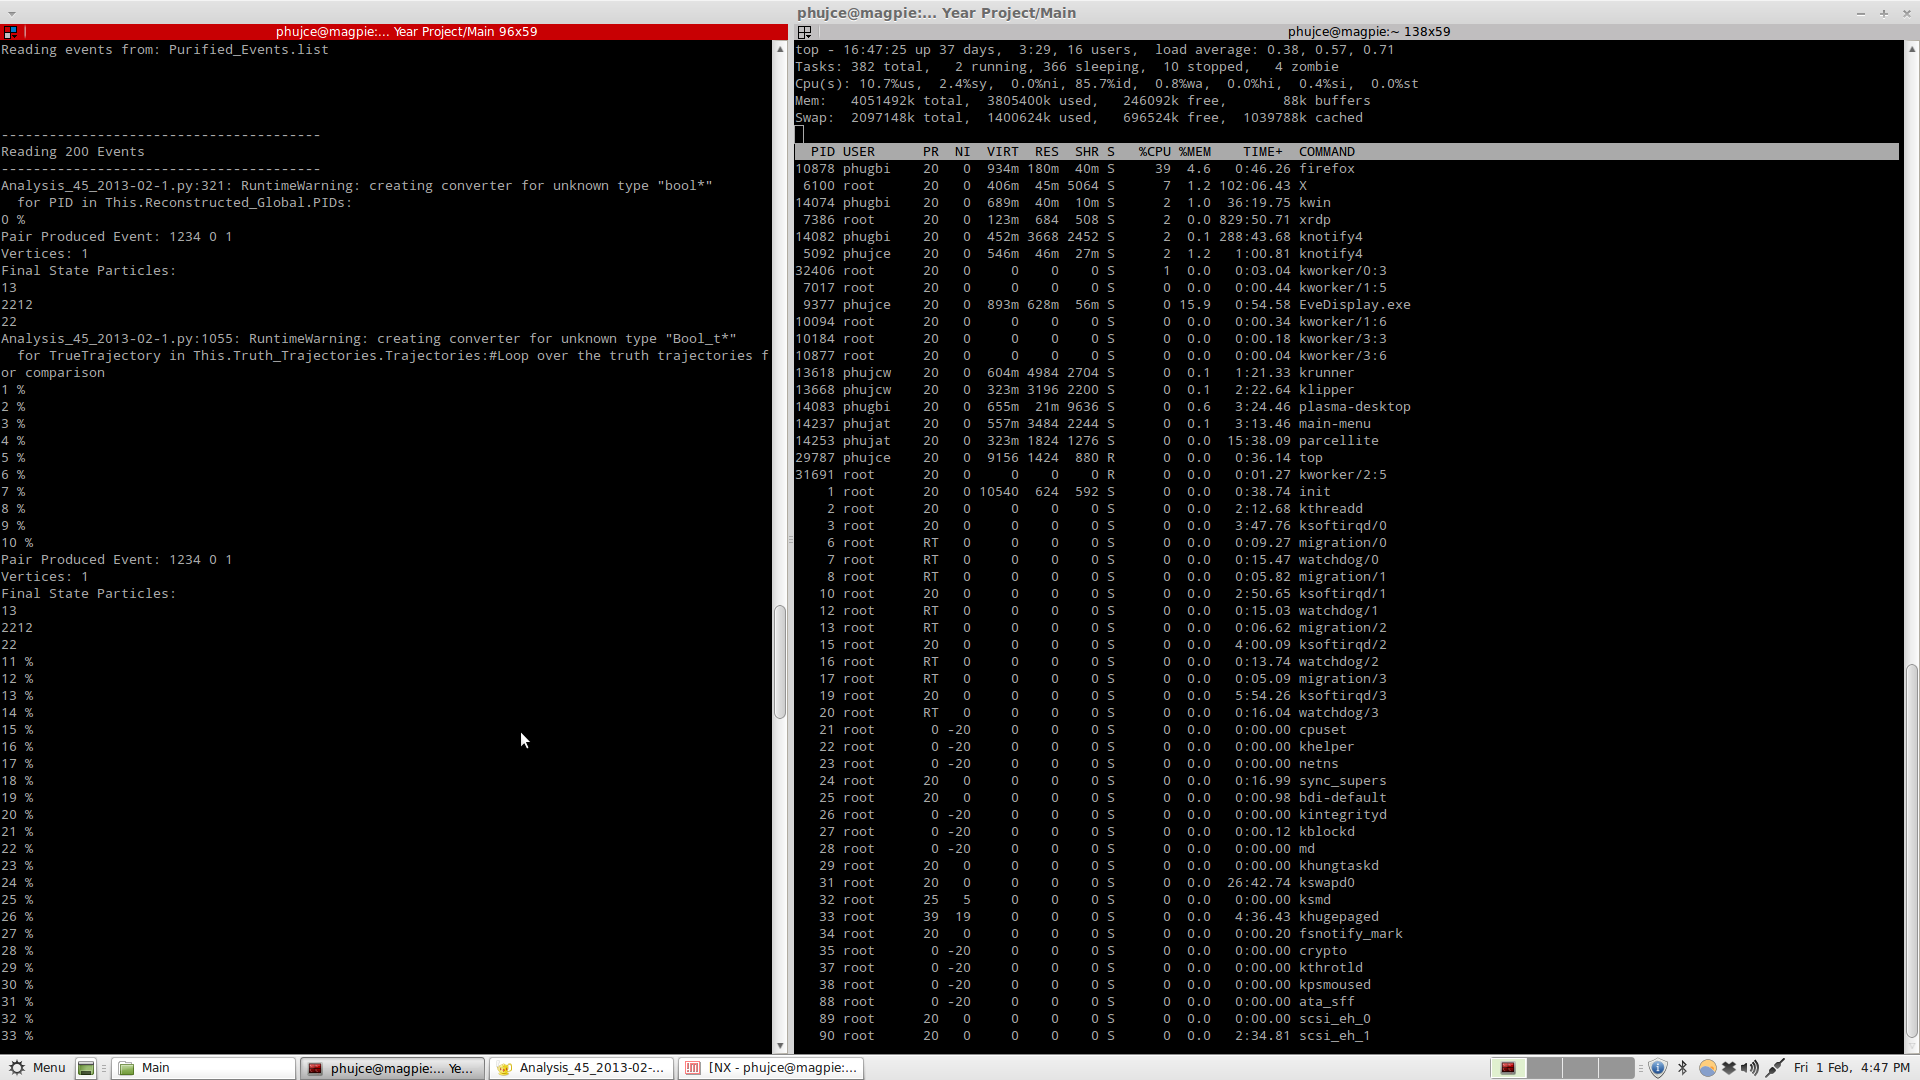 phujce@magpie:... Year Project/Main
phujce@magpie:... Year Project/Main 96x59
Reading events from: Purified_Events.list
----------------------------------------
Reading 200 Events
----------------------------------------
Analysis_45_2013-02-1.py:321: RuntimeWarning: creating converter for unknown type "bool*"
  for PID in This.Reconstructed_Global.PIDs:
0 %
Pair Produced Event: 1234 0 1
Vertices: 1
Final State Particles:
13
2212
22
Analysis_45_2013-02-1.py:1055: RuntimeWarning: creating converter for unknown type "Bool_t*"
  for TrueTrajectory in This.Truth_Trajectories.Trajectories:#Loop over the truth trajectories f
or comparison
1 %
2 %
3 %
4 %
5 %
6 %
7 %
8 %
9 %
10 %
Pair Produced Event: 1234 0 1
Vertices: 1
Final State Particles:
13
2212
22
11 %
12 %
13 %
14 %
15 %
16 %
17 %
18 %
19 %
20 %
21 %
22 %
23 %
24 %
25 %
26 %
27 %
28 %
29 %
30 %
31 %
32 %
33 %
phujce@magpie:~ 138x59
top - 16:47:25 up 37 days,  3:29, 16 users,  load average: 0.38, 0.57, 0.71
Tasks: 382 total,   2 running, 366 sleeping,  10 stopped,   4 zombie
Cpu(s): 10.7%us,  2.4%sy,  0.0%ni, 85.7%id,  0.8%wa,  0.0%hi,  0.4%si,  0.0%st
Mem:   4051492k total,  3805400k used,   246092k free,       88k buffers
Swap:  2097148k total,  1400624k used,   696524k free,  1039788k cached
  PID USER      PR  NI  VIRT  RES  SHR S   %CPU %MEM    TIME+  COMMAND
10878 phugbi    20   0  934m 180m  40m S     39  4.6   0:46.26 firefox
 6100 root      20   0  406m  45m 5064 S      7  1.2 102:06.43 X
14074 phugbi    20   0  689m  40m  10m S      2  1.0  36:19.75 kwin
 7386 root      20   0  123m  684  508 S      2  0.0 829:50.71 xrdp
14082 phugbi    20   0  452m 3668 2452 S      2  0.1 288:43.68 knotify4
 5092 phujce    20   0  546m  46m  27m S      2  1.2   1:00.81 knotify4
32406 root      20   0     0    0    0 S      1  0.0   0:03.04 kworker/0:3
 7017 root      20   0     0    0    0 S      0  0.0   0:00.44 kworker/1:5
 9377 phujce    20   0  893m 628m  56m S      0 15.9   0:54.58 EveDisplay.exe
10094 root      20   0     0    0    0 S      0  0.0   0:00.34 kworker/1:6
10184 root      20   0     0    0    0 S      0  0.0   0:00.18 kworker/3:3
10877 root      20   0     0    0    0 S      0  0.0   0:00.04 kworker/3:6
13618 phujcw    20   0  604m 4984 2704 S      0  0.1   1:21.33 krunner
13668 phujcw    20   0  323m 3196 2200 S      0  0.1   2:22.64 klipper
14083 phugbi    20   0  655m  21m 9636 S      0  0.6   3:24.46 plasma-desktop
14237 phujat    20   0  557m 3484 2244 S      0  0.1   3:13.46 main-menu
14253 phujat    20   0  323m 1824 1276 S      0  0.0  15:38.09 parcellite
29787 phujce    20   0  9156 1424  880 R      0  0.0   0:36.14 top
31691 root      20   0     0    0    0 R      0  0.0   0:01.27 kworker/2:5
    1 root      20   0 10540  624  592 S      0  0.0   0:38.74 init
    2 root      20   0     0    0    0 S      0  0.0   2:12.68 kthreadd
    3 root      20   0     0    0    0 S      0  0.0   3:47.76 ksoftirqd/0
    6 root      RT   0     0    0    0 S      0  0.0   0:09.27 migration/0
    7 root      RT   0     0    0    0 S      0  0.0   0:15.47 watchdog/0
    8 root      RT   0     0    0    0 S      0  0.0   0:05.82 migration/1
   10 root      20   0     0    0    0 S      0  0.0   2:50.65 ksoftirqd/1
   12 root      RT   0     0    0    0 S      0  0.0   0:15.03 watchdog/1
   13 root      RT   0     0    0    0 S      0  0.0   0:06.62 migration/2
   15 root      20   0     0    0    0 S      0  0.0   4:00.09 ksoftirqd/2
   16 root      RT   0     0    0    0 S      0  0.0   0:13.74 watchdog/2
   17 root      RT   0     0    0    0 S      0  0.0   0:05.09 migration/3
   19 root      20   0     0    0    0 S      0  0.0   5:54.26 ksoftirqd/3
   20 root      RT   0     0    0    0 S      0  0.0   0:16.04 watchdog/3
   21 root       0 -20     0    0    0 S      0  0.0   0:00.00 cpuset
   22 root       0 -20     0    0    0 S      0  0.0   0:00.00 khelper
   23 root       0 -20     0    0    0 S      0  0.0   0:00.00 netns
   24 root      20   0     0    0    0 S      0  0.0   0:16.99 sync_supers
   25 root      20   0     0    0    0 S      0  0.0   0:00.98 bdi-default
   26 root       0 -20     0    0    0 S      0  0.0   0:00.00 kintegrityd
   27 root       0 -20     0    0    0 S      0  0.0   0:00.12 kblockd
   28 root       0 -20     0    0    0 S      0  0.0   0:00.00 md
   29 root      20   0     0    0    0 S      0  0.0   0:00.00 khungtaskd
   31 root      20   0     0    0    0 S      0  0.0  26:42.74 kswapd0
   32 root      25   5     0    0    0 S      0  0.0   0:00.00 ksmd
   33 root      39  19     0    0    0 S      0  0.0   4:36.43 khugepaged
   34 root      20   0     0    0    0 S      0  0.0   0:00.20 fsnotify_mark
   35 root       0 -20     0    0    0 S      0  0.0   0:00.00 crypto
   37 root       0 -20     0    0    0 S      0  0.0   0:00.00 kthrotld
   38 root       0 -20     0    0    0 S      0  0.0   0:00.00 kpsmoused
   88 root       0 -20     0    0    0 S      0  0.0   0:00.00 ata_sff
   89 root      20   0     0    0    0 S      0  0.0   0:00.00 scsi_eh_0
   90 root      20   0     0    0    0 S      0  0.0   2:34.81 scsi_eh_1
Menu
Main
phujce@magpie:... Ye...
Analysis_45_2013-02-...
[NX - phujce@magpie:...
Fri 1 Feb, 4:47 PM